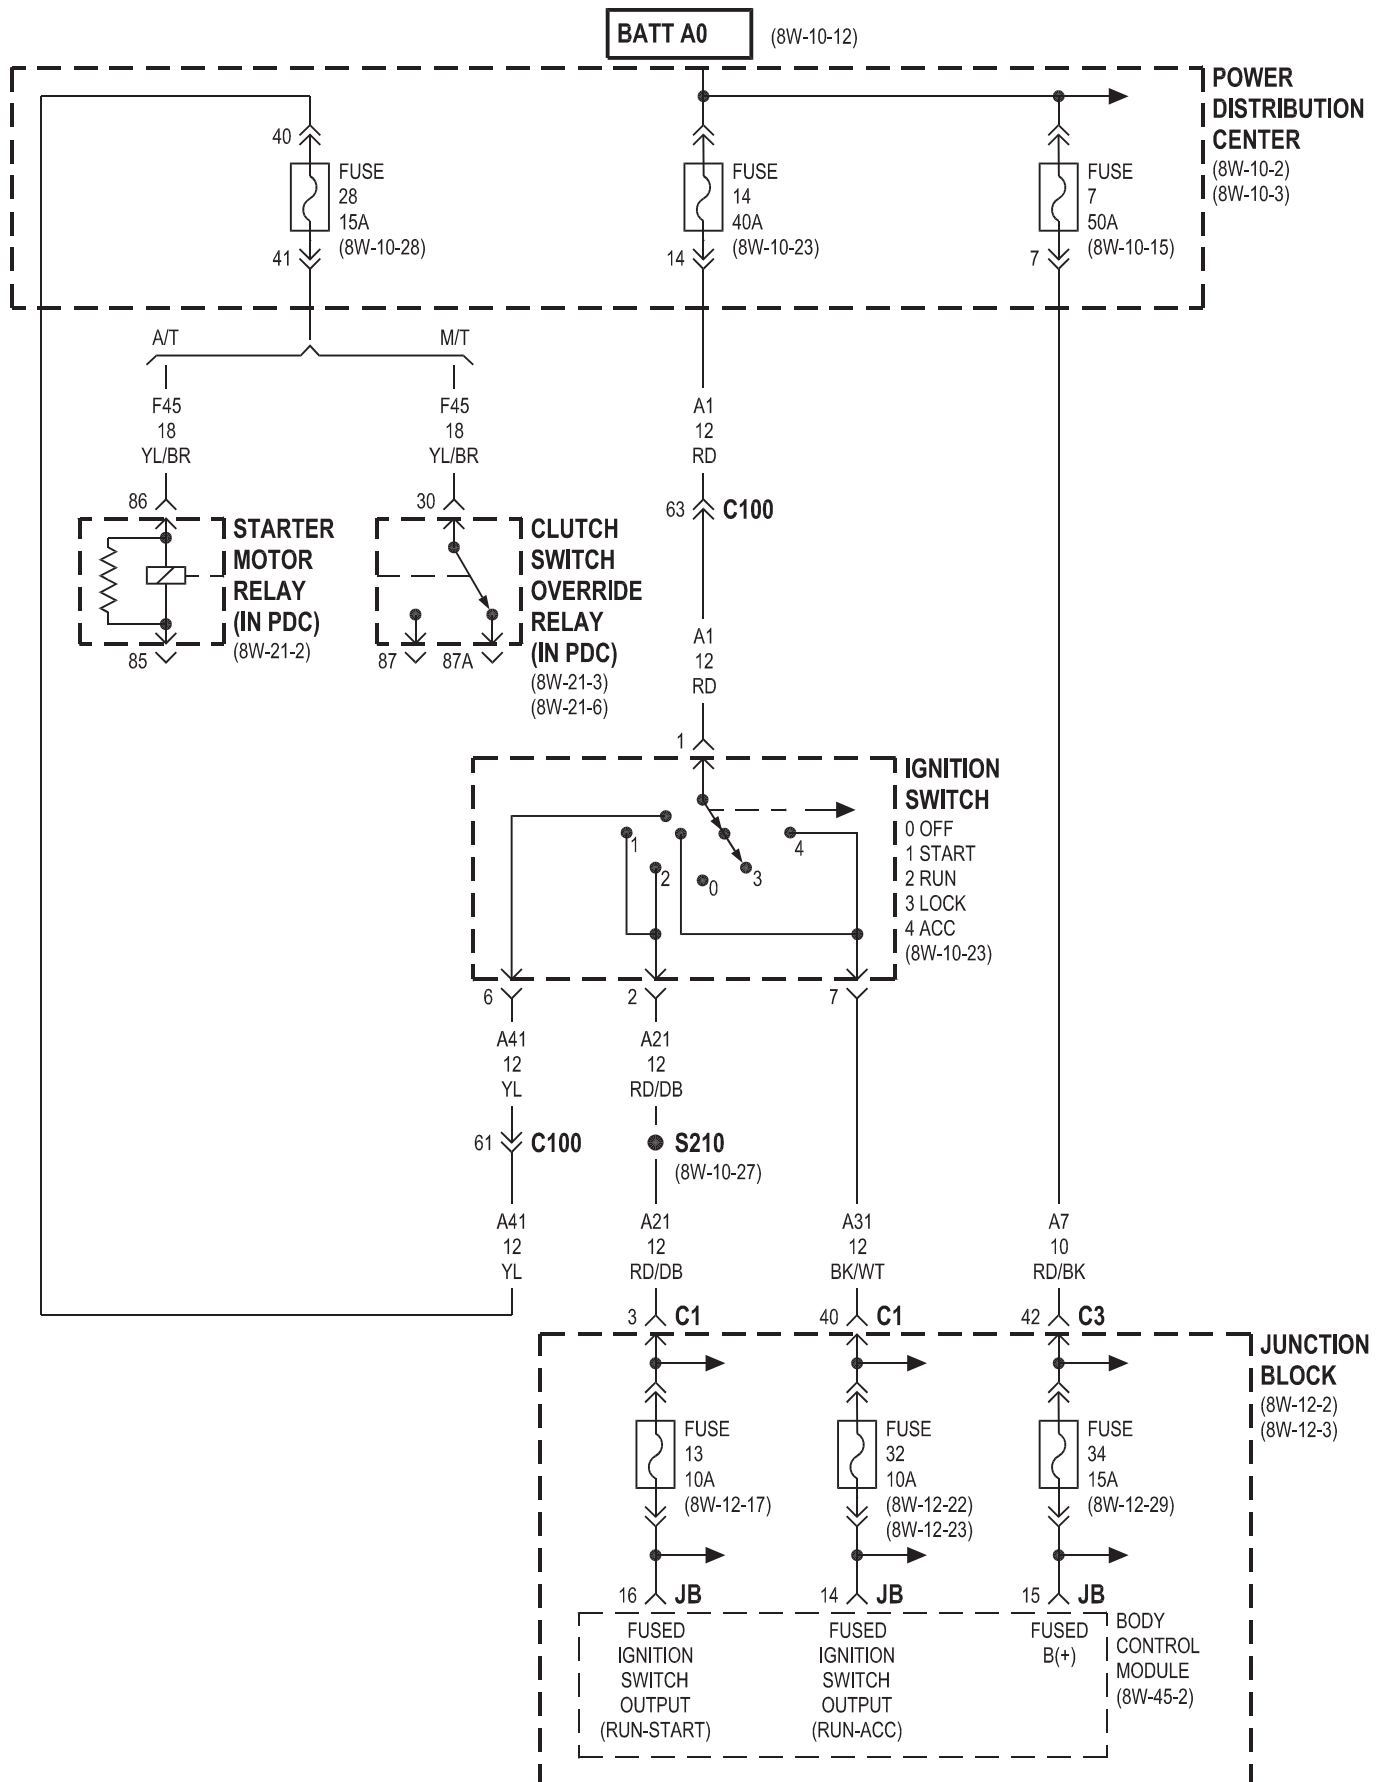 BATT A0
(8W-10-12)
POWER
DISTRIBUTION
CENTER
(8W-10-2)
(8W-10-3)
40
FUSE
28
15A
(8W-10-28)
41
FUSE
14
40A
(8W-10-23)
14
FUSE
7
50A
(8W-10-15)
7
A/T
M/T
F45
18
YL/BR
F45
18
YL/BR
A1
12
RD
86
30
63
C100
STARTER
MOTOR
RELAY
(IN PDC)
(8W-21-2)
85
CLUTCH
SWITCH
OVERRIDE
RELAY
(IN PDC)
(8W-21-3)
(8W-21-6)
87
87A
A1
12
RD
1
IGNITION
SWITCH
0 OFF
1 START
2 RUN
3 LOCK
4 ACC
(8W-10-23)
1
2
0
3
4
6
2
7
A41
12
YL
A21
12
RD/DB
61
C100
S210
(8W-10-27)
A41
12
YL
A21
12
RD/DB
A31
12
BK/WT
A7
10
RD/BK
3
C1
40
C1
42
C3
JUNCTION
BLOCK
(8W-12-2)
(8W-12-3)
FUSE
13
10A
(8W-12-17)
FUSE
32
10A
(8W-12-22)
(8W-12-23)
FUSE
34
15A
(8W-12-29)
16
JB
14
JB
15
JB
FUSED
IGNITION
SWITCH
OUTPUT
(RUN-START)
FUSED
IGNITION
SWITCH
OUTPUT
(RUN-ACC)
FUSED
B(+)
BODY
CONTROL
MODULE
(8W-45-2)